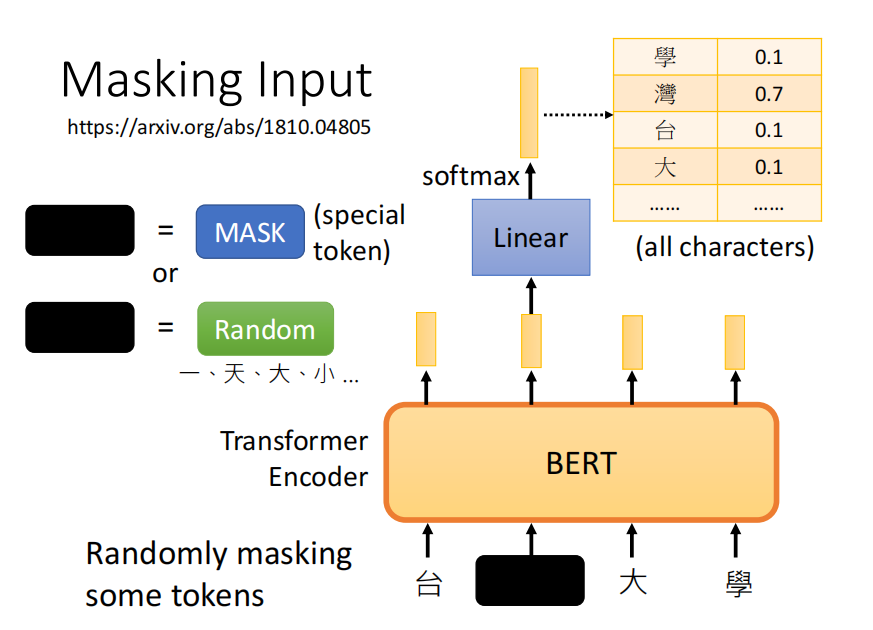 Masking Input
https://arxiv.org/abs/1810.04805
學 0.1
灣 0.7
台 0.1
大 0.1
...... ......
(all characters)
softmax
Linear
= MASK (special
token)
or
= Random
一、天、大、小 ...
Transformer
Encoder
BERT
Randomly masking
some tokens
台 大 學